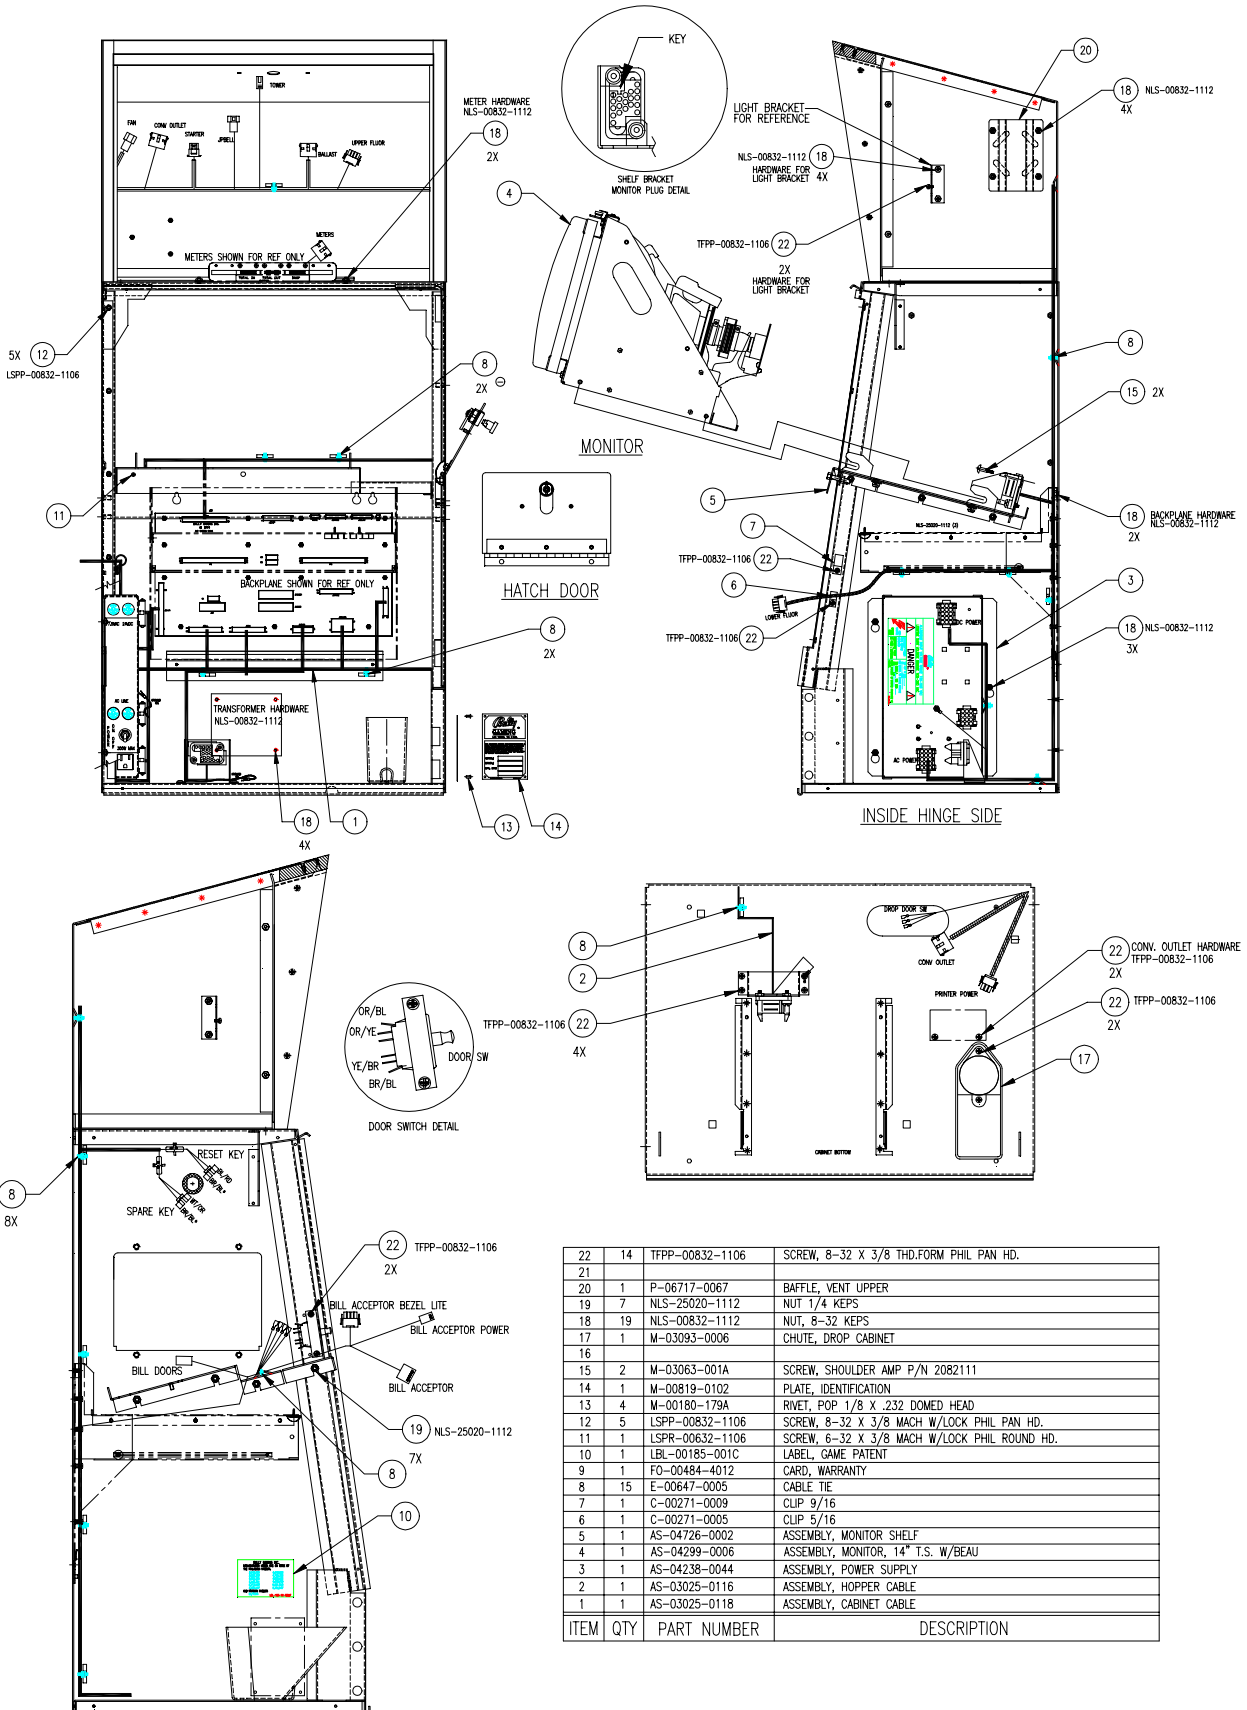 KEY
SHELF BRACKET
MONITOR PLUG DETAIL
TOWER
FAN
CONV OUTLET
STARTER
JPBELL
BALLAST
UPPER FLUOR
METER HARDWARE
NLS-00832-1112
18
2X
METERS
METERS SHOWN FOR REF ONLY
5X 12
LSPP-00832-1106
8
2X
11
BACKPLANE SHOWN FOR REF ONLY
8
2X
AC LINE
TRANSFORMER HARDWARE
NLS-00832-1112
18
4X
1
Bally
GAMING
13
14
4
MONITOR
HATCH DOOR
LIGHT BRACKET
FOR REFERENCE
NLS-00832-1112 18
HARDWARE FOR
LIGHT BRACKET
4X
TFPP-00832-1106 22
2X
HARDWARE FOR
LIGHT BRACKET
20
18 NLS-00832-1112
4X
8
15 2X
5
NLS-25020-1112 (3)
18 BACKPLANE HARDWARE
NLS-00832-1112
2X
7
TFPP-00832-1106 22
6
LOWER FLUOR
TFPP-00832-1106 22
3
DC POWER
DANGER
18 NLS-00832-1112
3X
AC POWER
INSIDE HINGE SIDE
OR/BL
OR/YE
YE/BR
BR/BL
DOOR SW
DOOR SWITCH DETAIL
RESET KEY
SPARE KEY
8
8X
22 TFPP-00832-1106
2X
BILL ACCEPTOR BEZEL LITE
BILL ACCEPTOR POWER
BILL DOORS
BILL ACCEPTOR
19 NLS-25020-1112
7X
8
10
8
2
TFPP-00832-1106 22
4X
DROP DOOR SW
CONV OUTLET
PRINTER POWER
22 CONV. OUTLET HARDWARE
TFPP-00832-1106
2X
22 TFPP-00832-1106
2X
17
CABINET BOTTOM
22 14 TFPP-00832-1106 SCREW, 8-32 X 3/8 THD.FORM PHIL PAN HD.
21
20 1 P-06717-0067 BAFFLE, VENT UPPER
19 7 NLS-25020-1112 NUT 1/4 KEPS
18 19 NLS-00832-1112 NUT, 8-32 KEPS
17 1 M-03093-0006 CHUTE, DROP CABINET
16
15 2 M-03063-001A SCREW, SHOULDER AMP P/N 2082111
14 1 M-00819-0102 PLATE, IDENTIFICATION
13 4 M-00180-179A RIVET, POP 1/8 X .232 DOMED HEAD
12 5 LSPP-00832-1106 SCREW, 8-32 X 3/8 MACH W/LOCK PHIL PAN HD.
11 1 LSPR-00632-1106 SCREW, 6-32 X 3/8 MACH W/LOCK PHIL ROUND HD.
10 1 LBL-00185-001C LABEL, GAME PATENT
9 1 FO-00484-4012 CARD, WARRANTY
8 15 E-00647-0005 CABLE TIE
7 1 C-00271-0009 CLIP 9/16
6 1 C-00271-0005 CLIP 5/16
5 1 AS-04726-0002 ASSEMBLY, MONITOR SHELF
4 1 AS-04299-0006 ASSEMBLY, MONITOR, 14" T.S. W/BEAU
3 1 AS-04238-0044 ASSEMBLY, POWER SUPPLY
2 1 AS-03025-0116 ASSEMBLY, HOPPER CABLE
1 1 AS-03025-0118 ASSEMBLY, CABINET CABLE
ITEM QTY PART NUMBER DESCRIPTION